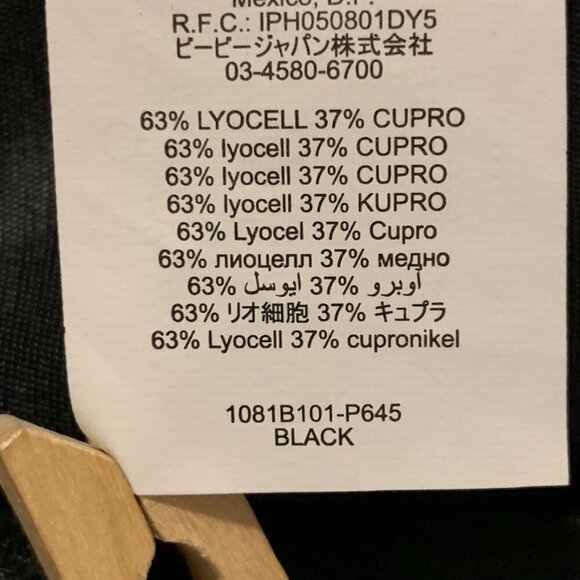 Mexico, D.F.
R.F.C.: IPH050801DY5
ビービージャパン株式会社
03-4580-6700
63% LYOCELL 37% CUPRO
63% lyocell 37% CUPRO
63% lyocell 37% CUPRO
63% lyocell 37% KUPRO
63% Lyocel 37% Cupro
63% лиоцелл 37% медно
63% ايوسل 37% أوبرو
63% リオ細胞 37% キュプラ
63% Lyocell 37% cupronikel
1081B101-P645
BLACK